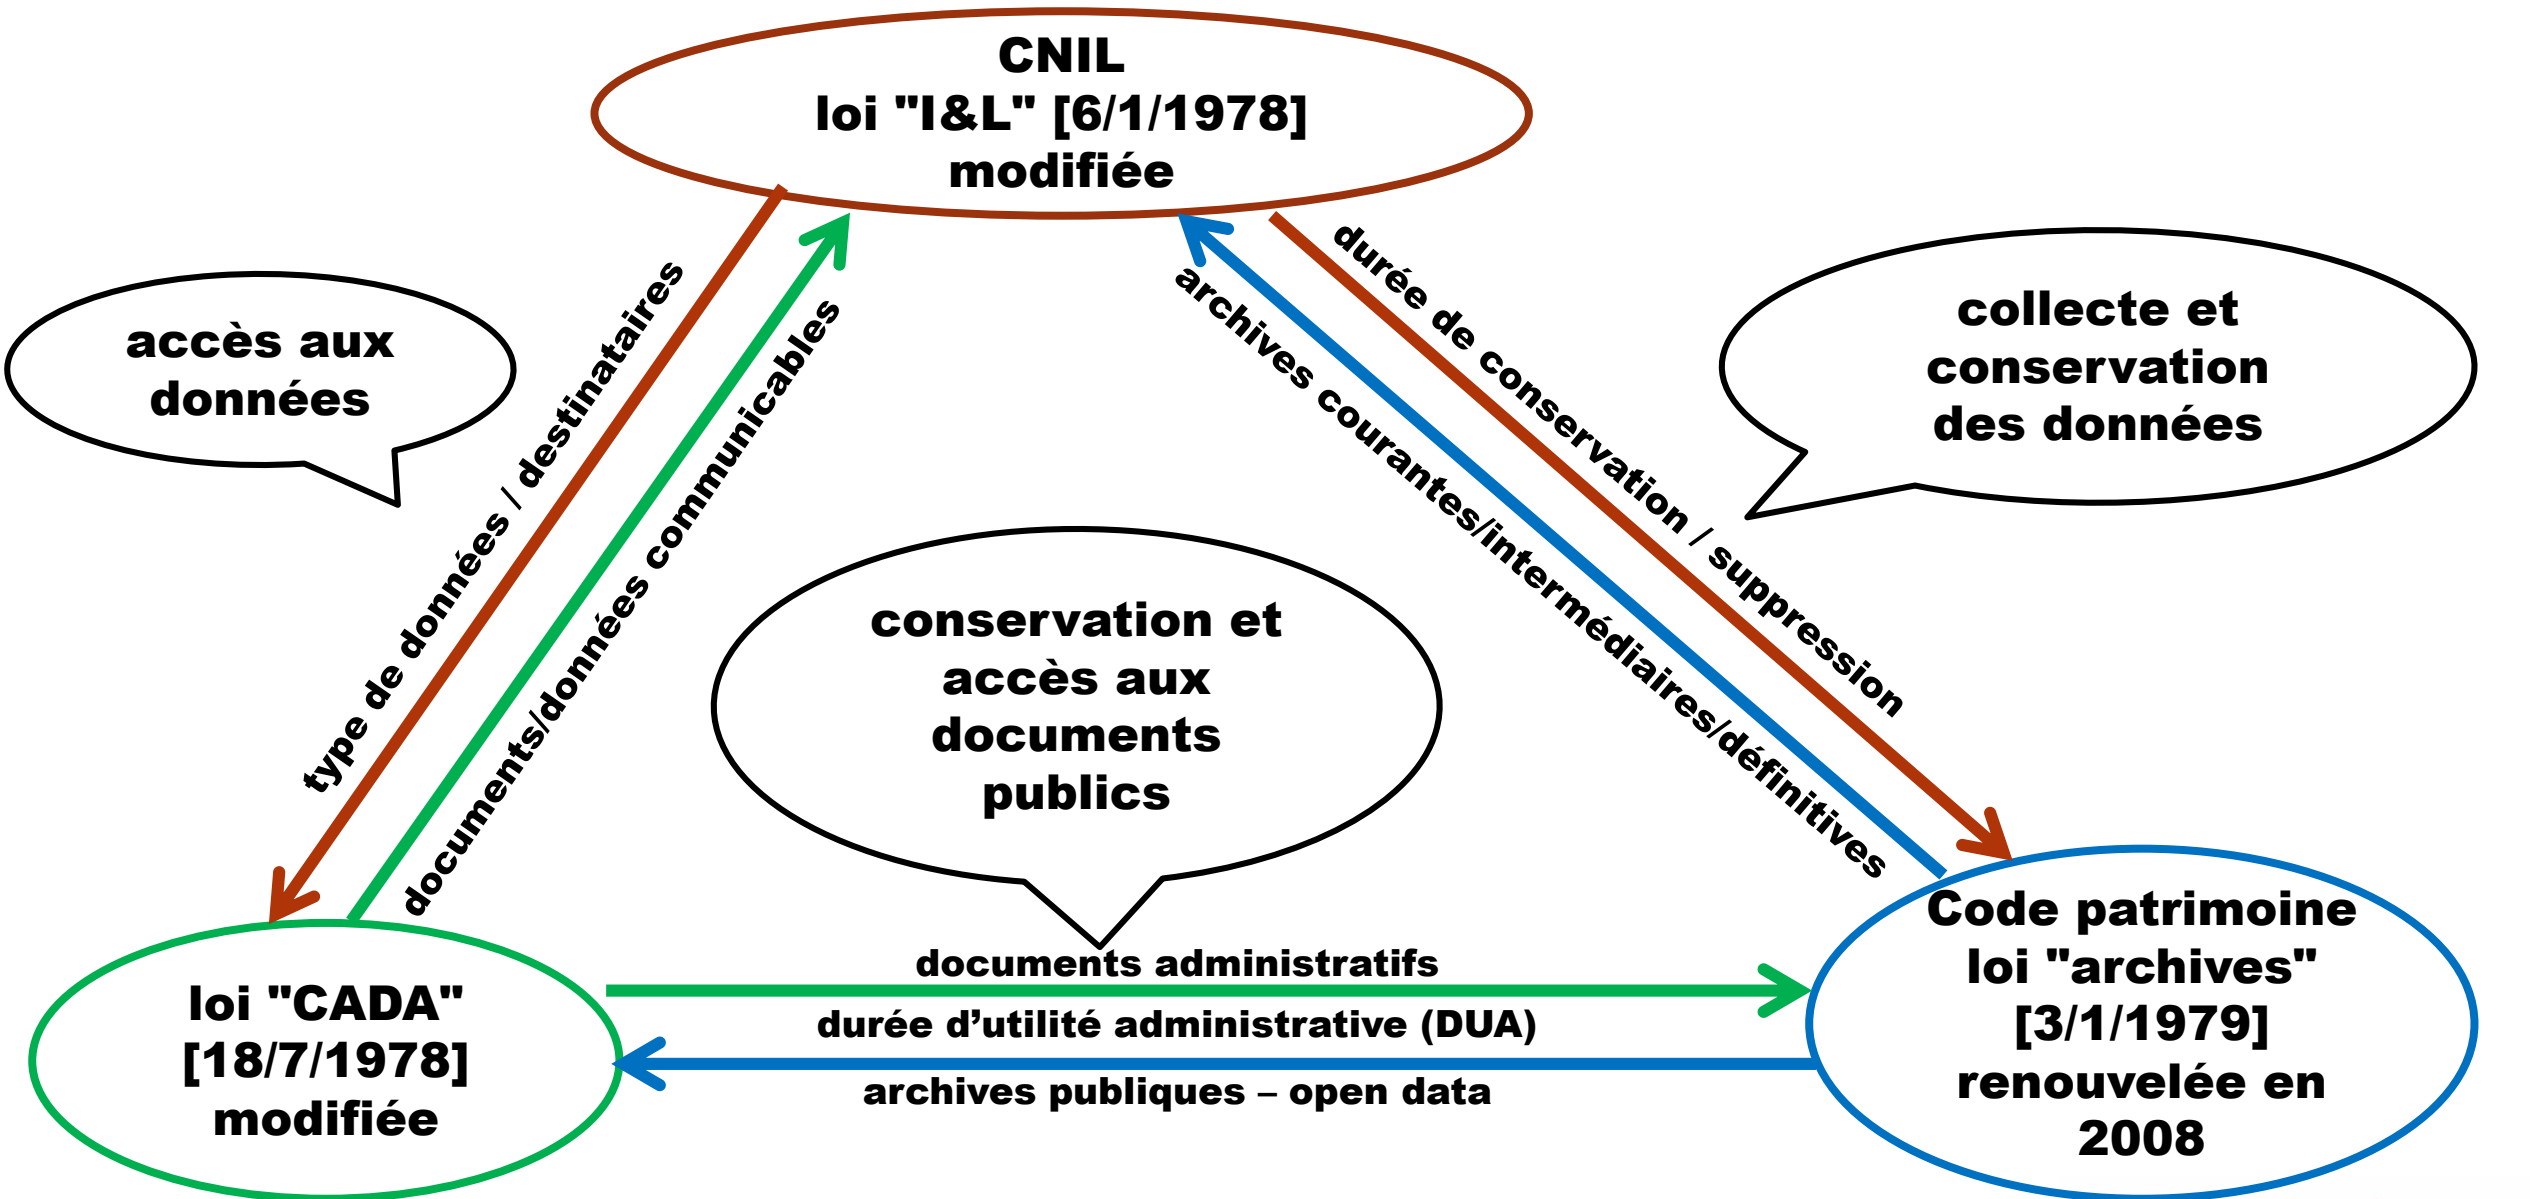 CNIL
loi "I&L" [6/1/1978]
modifiée
accès aux
données
type de données / destinataires
documents/données communicables
archives courantes/intermédiaires/définitives
durée de conservation / suppression
collecte et
conservation
des données
conservation et
accès aux
documents
publics
documents administratifs
durée d’utilité administrative (DUA)
archives publiques – open data
loi "CADA"
[18/7/1978]
modifiée
Code patrimoine
loi "archives"
[3/1/1979]
renouvelée en
2008